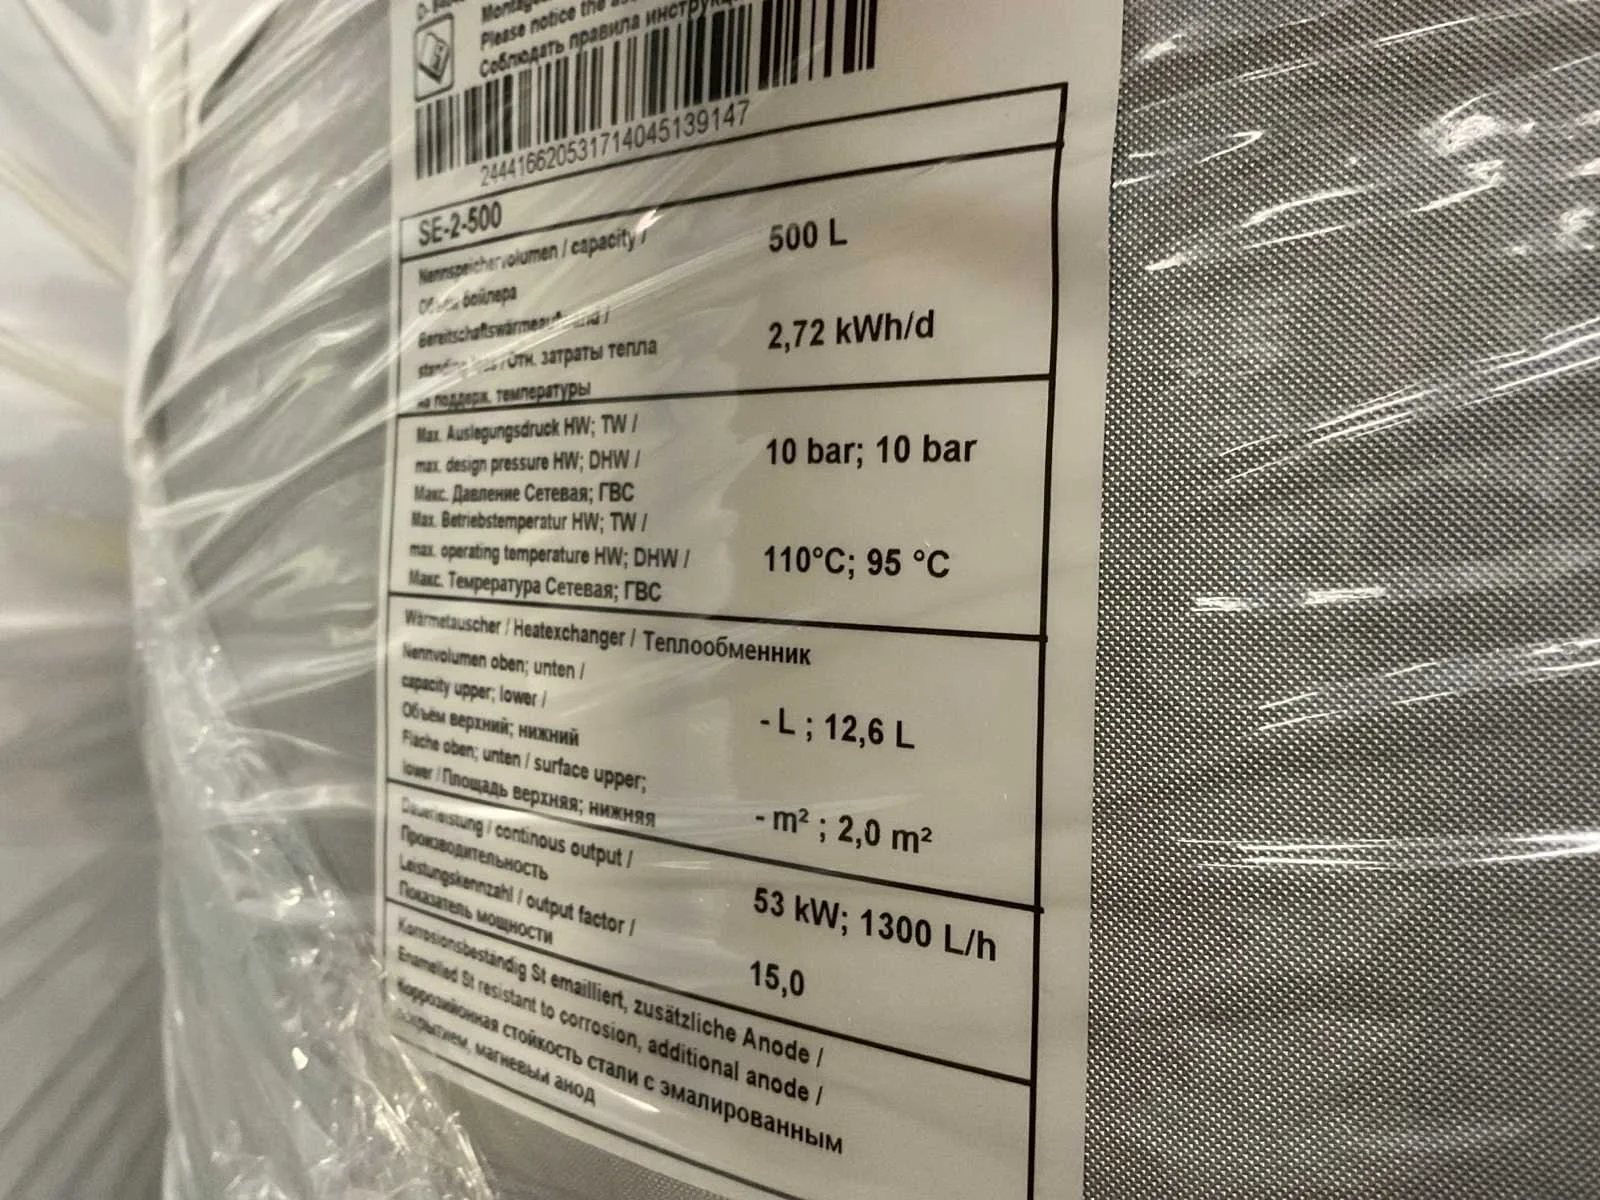 Please notice the
Соблюдать правила инструкц
24441662053171404513 9147
SE-2-500
Nennspeichervolumen / capacity /
Объем бойлера
500 L
Bereitschaftswärmeaufwand /
standing loss / Отн. затраты тепла
на поддерж. температуры
2,72 kWh/d
Max. Auslegungsdruck HW; TW /
max. design pressure HW; DHW /
Макс. Давление Сетевая; ГВС
10 bar; 10 bar
Max. Betriebstemperatur HW; TW /
max. operating temperature HW; DHW /
Макс. Темрература Сетевая; ГВС
110°C; 95 °C
Wärmetauscher / Heatexchanger / Теплообменник
Nennvolumen oben; unten /
capacity upper; lower /
Объём верхний; нижний
- L ; 12,6 L
Fläche oben; unten / surface upper;
lower / Площадь верхняя; нижняя
- m² ; 2,0 m²
Dauerleistung / continous output /
Производительность
53 kW; 1300 L/h
Leistungskennzahl / output factor /
Показатель мощности
15,0
Korrosionsbeständig St emailliert, zusätzliche Anode /
Enamelled St resistant to corrosion, additional anode /
Коррозийонная стойкость стали с эмалированным
покрытием, магневый анод